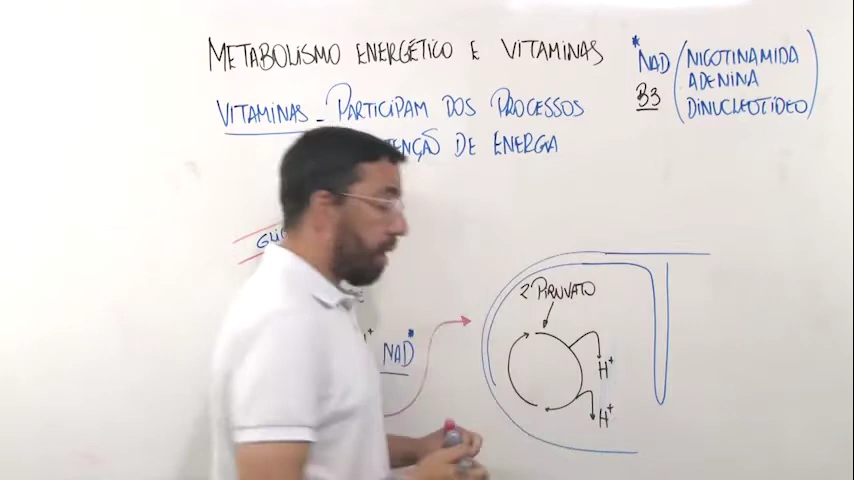 METABOLISMO ENERGÉTICO E VITAMINAS
VITAMINAS - PARTICIPAM DOS PROCESSOS
DE ENERGIA
*NAD (NICOTINAMIDA
ADENINA
DINUCLEOTÍDEO)
B3
2 PIRUVATO
NAD*
H+
H+